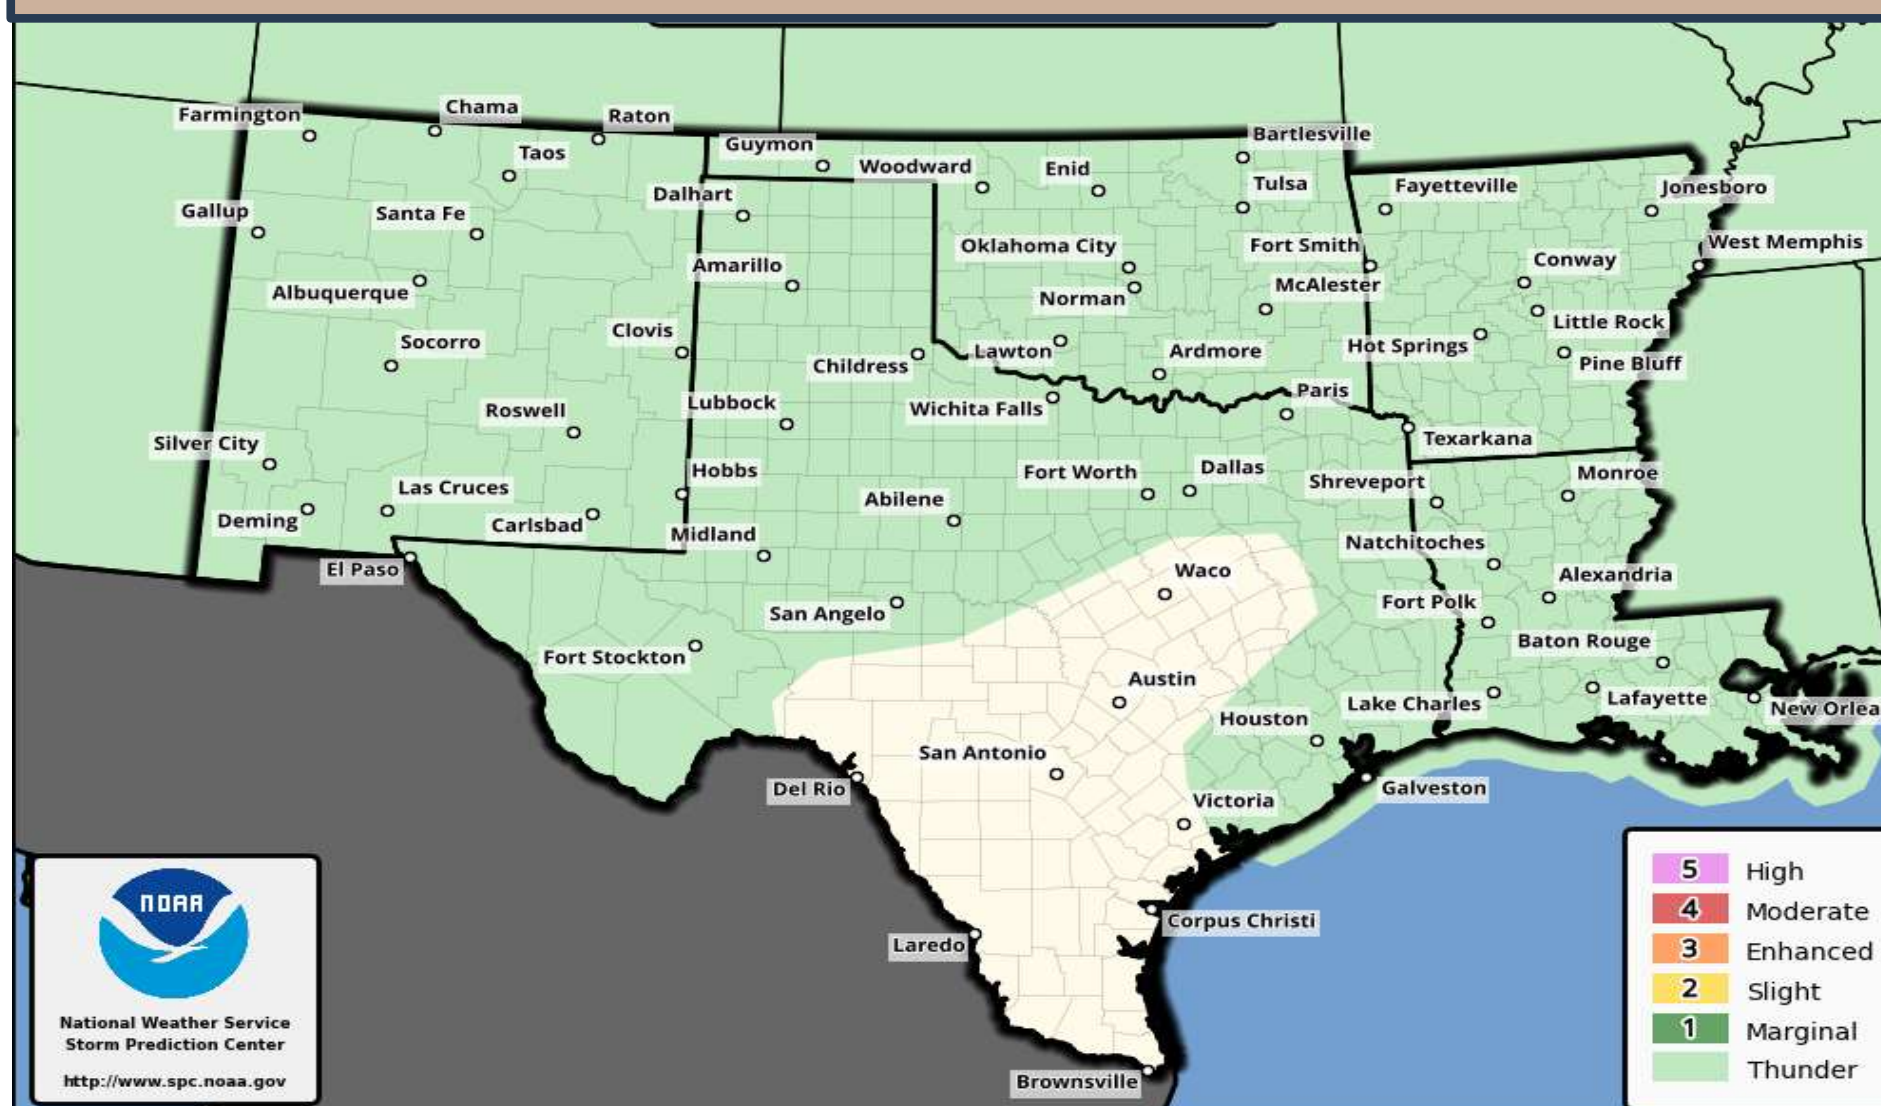 Farmington
Chama
Raton
Taos
Guymon
Woodward
Enid
Bartlesville
Tulsa
Fayetteville
Jonesboro
Dalhart
Gallup
Santa Fe
Oklahoma City
Fort Smith
West Memphis
Conway
Amarillo
Albuquerque
Norman
McAlester
Little Rock
Socorro
Clovis
Childress
Lawton
Ardmore
Hot Springs
Pine Bluff
Roswell
Lubbock
Wichita Falls
Paris
Silver City
Texarkana
Hobbs
Fort Worth
Dallas
Shreveport
Monroe
Las Cruces
Deming
Carlsbad
Abilene
Midland
Natchitoches
El Paso
Waco
Alexandria
San Angelo
Fort Polk
Fort Stockton
Baton Rouge
Austin
Houston
Lake Charles
Lafayette
New Orlea
San Antonio
Del Rio
Victoria
Galveston
Corpus Christi
Laredo
Brownsville
NOAA
National Weather Service
Storm Prediction Center
http://www.spc.noaa.gov
5 High
4 Moderate
3 Enhanced
2 Slight
1 Marginal
Thunder